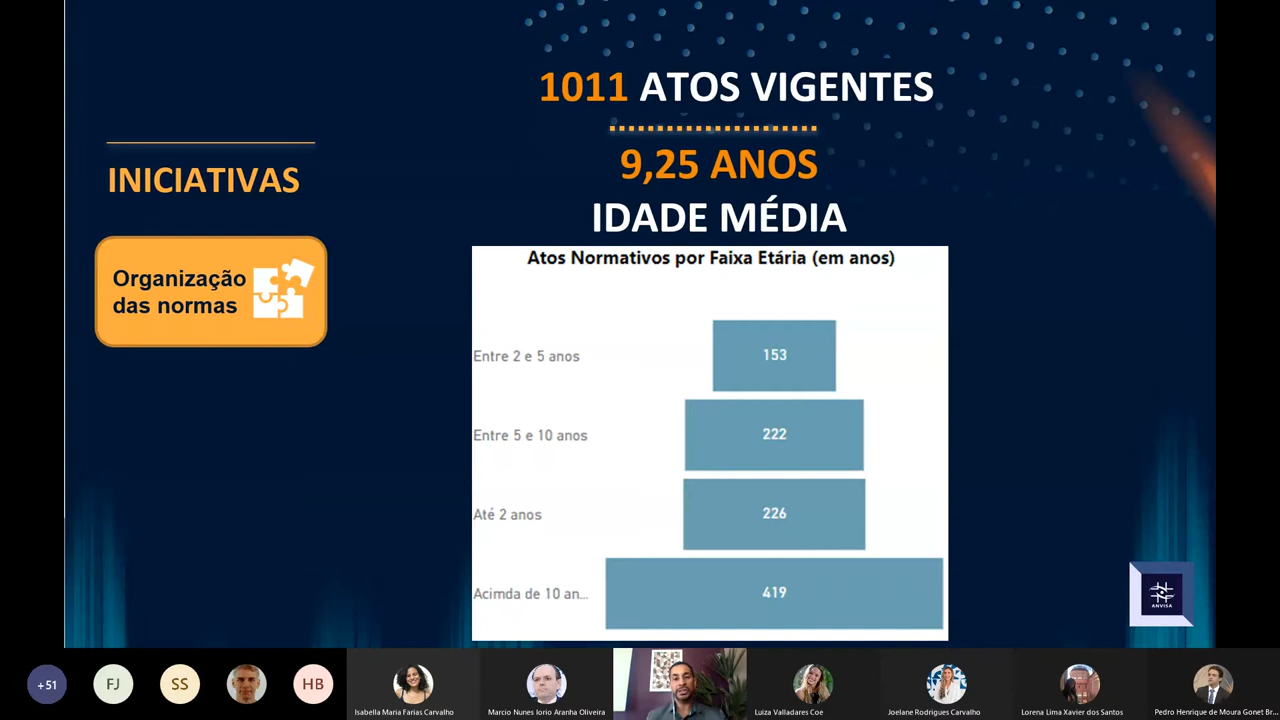 1011 ATOS VIGENTES
9,25 ANOS
IDADE MÉDIA
INICIATIVAS
Organização
das normas
Atos Normativos por Faixa Etária (em anos)
Entre 2 e 5 anos 153
Entre 5 e 10 anos 222
Até 2 anos 226
Acimda de 10 an... 419
ANVISA
+51 FJ SS HB
Isabella Maria Farias Carvalho
Marcio Nunes Iorio Aranha Oliveira
Luiza Valladares Coe
Joelane Rodrigues Carvalho
Lorena Lima Xavier dos Santos
Pedro Henrique de Moura Gonet Br...